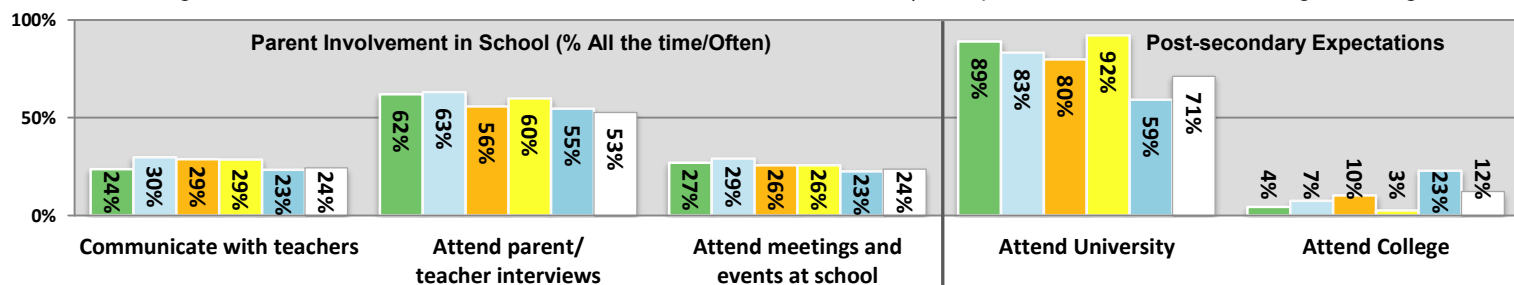 100%
50%
0%
Parent Involvement in School (% All the time/Often)
Post-secondary Expectations
24% 30% 29% 29% 23% 24%
62% 63% 56% 60% 55% 53%
27% 29% 26% 26% 23% 24%
89% 83% 80% 92% 59% 71%
4% 7% 10% 3% 23% 12%
Communicate with teachers
Attend parent/
teacher interviews
Attend meetings and
events at school
Attend University
Attend College